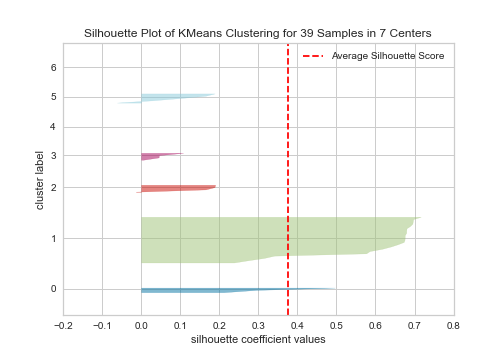 Silhouette Plot of KMeans Clustering for 39 Samples in 7 Centers
Average Silhouette Score
6
5
4
3
2
1
0
cluster label
−0.2 −0.1 0.0 0.1 0.2 0.3 0.4 0.5 0.6 0.7 0.8
silhouette coefficient values